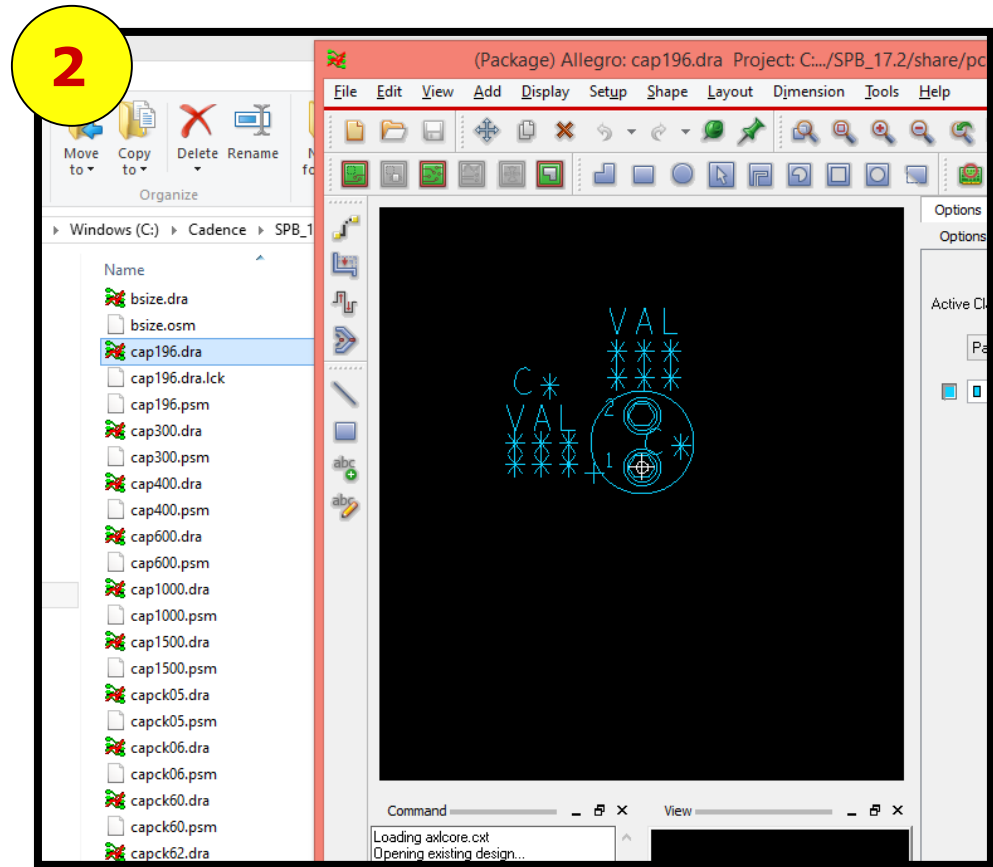 2
(Package) Allegro: cap196.dra Project: C:.../SPB_17.2/share/pc
File Edit View Add Display Setup Shape Layout Dimension Tools Help
Move to Copy to Delete Rename
Organize
Windows (C:) Cadence SPB_1
Name
bsize.dra
bsize.osm
cap196.dra
cap196.dra.lck
cap196.psm
cap300.dra
cap300.psm
cap400.dra
cap400.psm
cap600.dra
cap600.psm
cap1000.dra
cap1000.psm
cap1500.dra
cap1500.psm
capck05.dra
capck05.psm
capck06.dra
capck06.psm
capck60.dra
capck60.psm
capck62.dra
abc
abc
VAL
***
***
C*
VAL
***
***
2
C*
1
Options
Options
Active Cl
Pa
Command
View
Loading axlcore.cxt
Opening existing design...